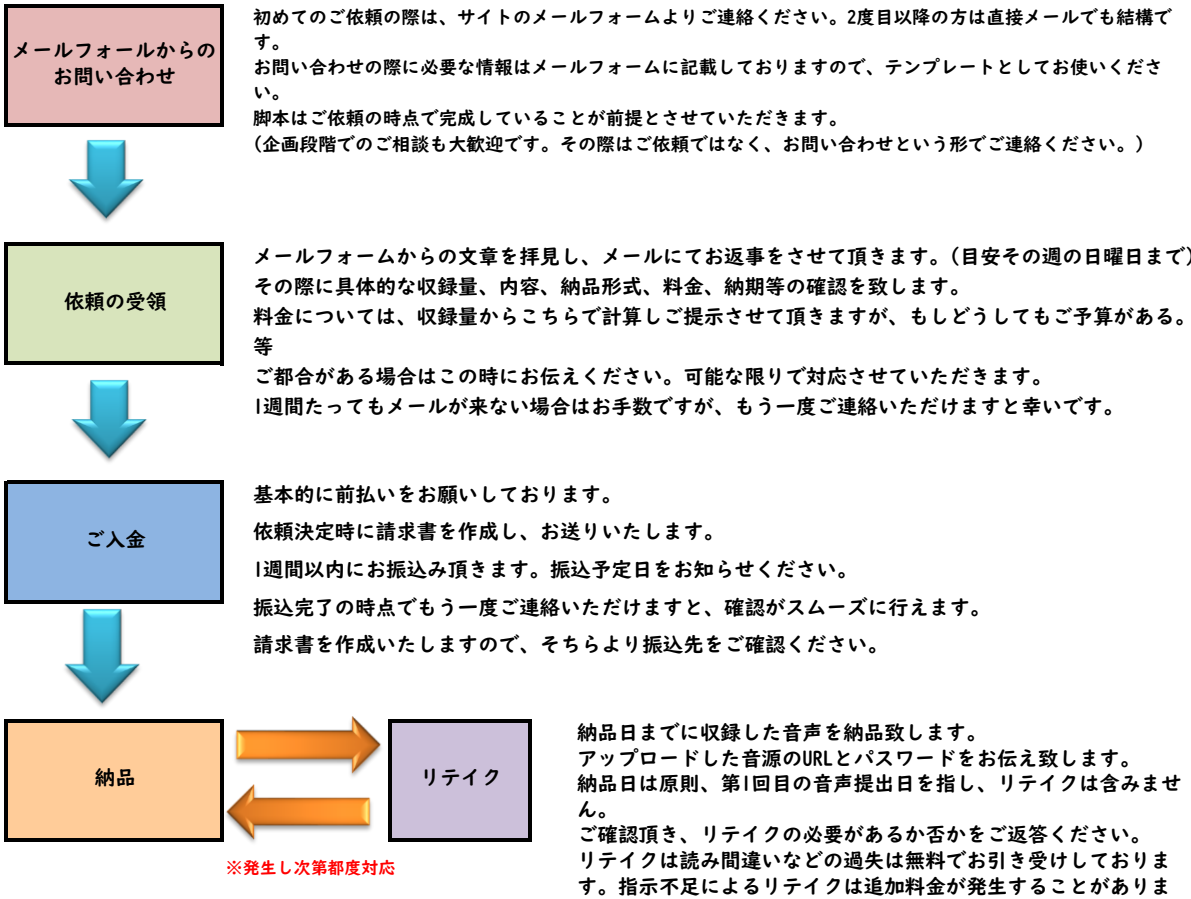 メールフォールからの
お問い合わせ
初めてのご依頼の際は、サイトのメールフォームよりご連絡ください。2度目以降の方は直接メールでも結構で
す。
お問い合わせの際に必要な情報はメールフォームに記載しておりますので、テンプレートとしてお使いくださ
い。
脚本はご依頼の時点で完成していることが前提とさせていただきます。
(企画段階でのご相談も大歓迎です。その際はご依頼ではなく、お問い合わせという形でご連絡ください。)
依頼の受領
メールフォームからの文章を拝見し、メールにてお返事をさせて頂きます。(目安その週の日曜日まで)
その際に具体的な収録量、内容、納品形式、料金、納期等の確認を致します。
料金については、収録量からこちらで計算しご提示させて頂きますが、もしどうしてもご予算がある。
等
ご都合がある場合はこの時にお伝えください。可能な限りで対応させていただきます。
1週間たってもメールが来ない場合はお手数ですが、もう一度ご連絡いただけますと幸いです。
ご入金
基本的に前払いをお願いしております。
依頼決定時に請求書を作成し、お送りいたします。
1週間以内にお振込み頂きます。振込予定日をお知らせください。
振込完了の時点でもう一度ご連絡いただけますと、確認がスムーズに行えます。
請求書を作成いたしますので、そちらより振込先をご確認ください。
納品
リテイク
※発生し次第都度対応
納品日までに収録した音声を納品致します。
アップロードした音源のURLとパスワードをお伝え致します。
納品日は原則、第1回目の音声提出日を指し、リテイクは含みませ
ん。
ご確認頂き、リテイクの必要があるか否かをご返答ください。
リテイクは読み間違いなどの過失は無料でお引き受けしておりま
す。指示不足によるリテイクは追加料金が発生することがありま